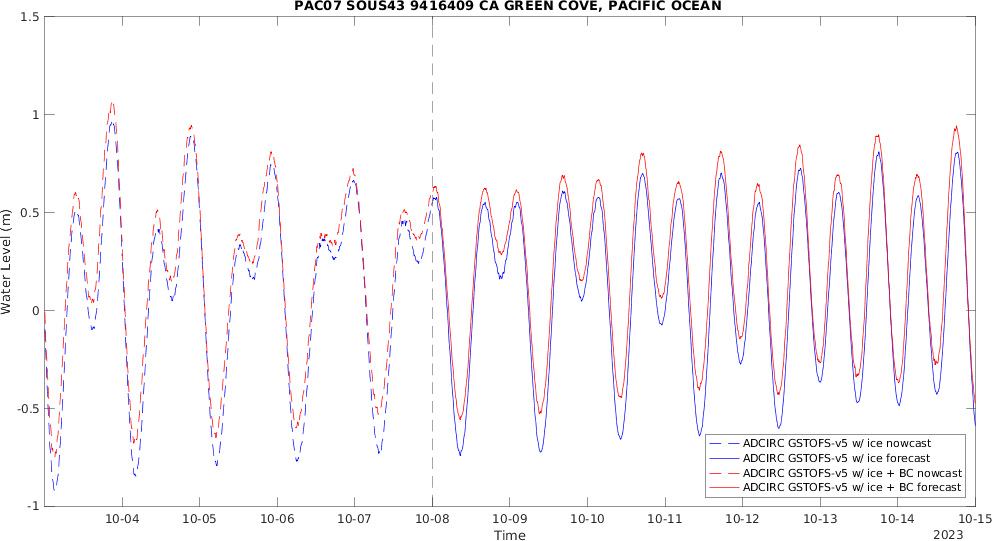 PAC07 SOUS43 9416409 CA GREEN COVE, PACIFIC OCEAN
1.5
1
0.5
0
-0.5
-1
Water Level (m)
10-04 10-05 10-06 10-07 10-08 10-09 10-10 10-11 10-12 10-13 10-14 10-15
Time
2023
ADCIRC GSTOFS-v5 w/ ice nowcast
ADCIRC GSTOFS-v5 w/ ice forecast
ADCIRC GSTOFS-v5 w/ ice + BC nowcast
ADCIRC GSTOFS-v5 w/ ice + BC forecast